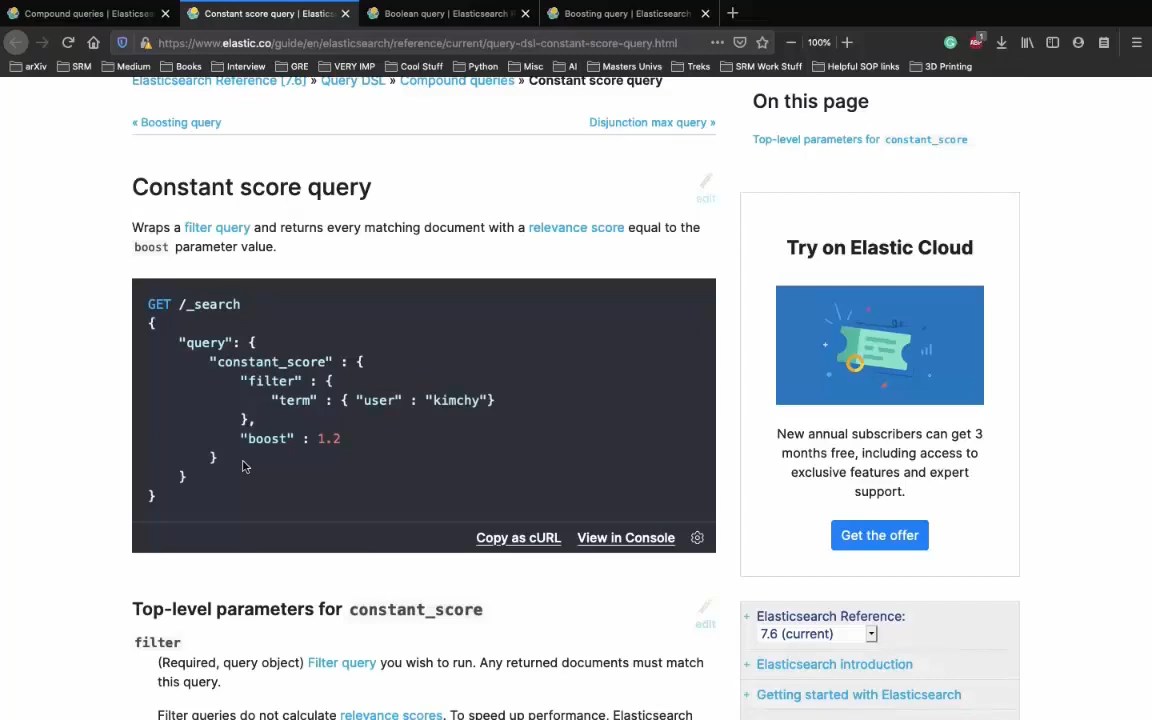 Compound queries | Elasticsea
Constant score query | Elastics
Boolean query | Elasticsearch R
Boosting query | Elasticsearch
https://www.elastic.co/guide/en/elasticsearch/reference/current/query-dsl-constant-score-query.html
100%
1
arXiv SRM Medium Books Interview GRE VERY IMP Cool Stuff Python Misc AI Masters Univs Treks SRM Work Stuff Helpful SOP links 3D Printing
Elasticsearch Reference [7.6] » Query DSL » Compound queries » Constant score query
« Boosting query
Disjunction max query »
Constant score query
edit
Wraps a filter query and returns every matching document with a relevance score equal to the
boost parameter value.
GET /_search
{
"query": {
"constant_score" : {
"filter" : {
"term" : { "user" : "kimchy"}
},
"boost" : 1.2
}
}
}
Copy as cURL View in Console
Top-level parameters for constant_score
edit
filter
(Required, query object) Filter query you wish to run. Any returned documents must match
this query.
Filter queries do not calculate relevance scores. To speed up performance, Elasticsearch
On this page
Top-level parameters for constant_score
Try on Elastic Cloud
New annual subscribers can get 3
months free, including access to
exclusive features and expert
support.
Get the offer
+ Elasticsearch Reference:
7.6 (current)
+ Elasticsearch introduction
+ Getting started with Elasticsearch